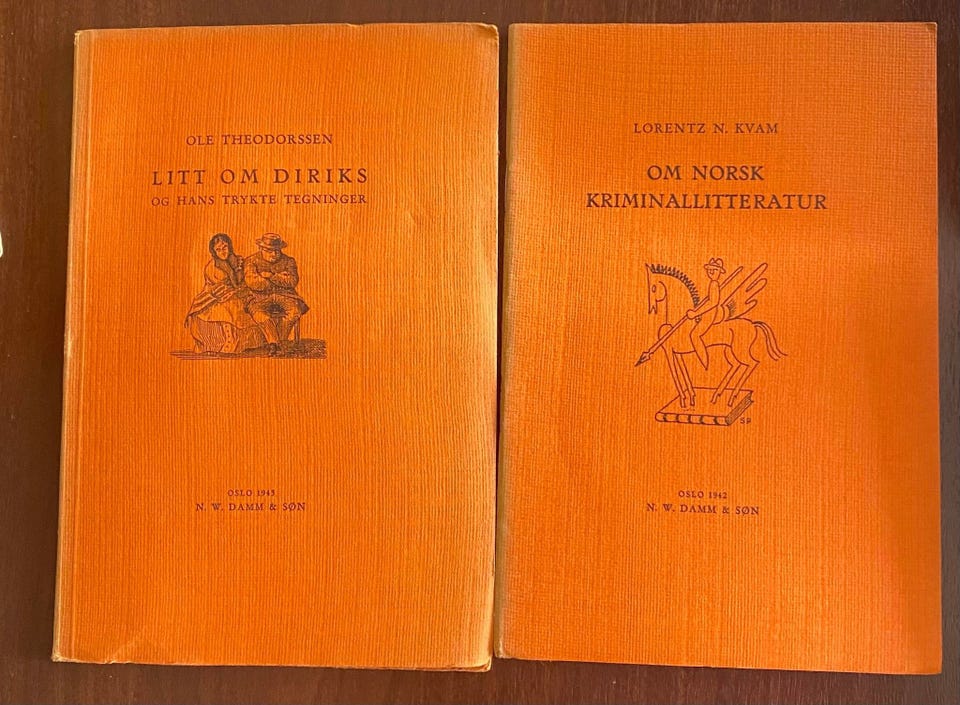 OLE THEODORSSEN
LITT OM DIRIKS
OG HANS TRYKTE TEGNINGER
OSLO 1943
N. W. DAMM & SØN
LORENTZ N. KVAM
OM NORSK
KRIMINALLITTERATUR
SP
OSLO 1942
N. W. DAMM & SØN